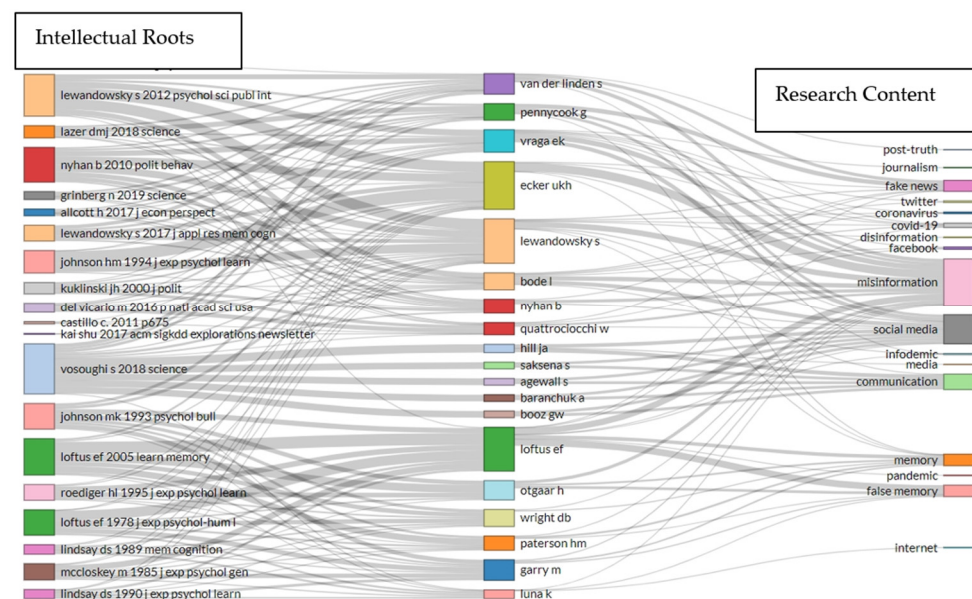 Intellectual Roots
lewandowsky s 2012 psychol sci publ int
lazer dmj 2018 science
nyhan b 2010 polit behav
grinberg n 2019 science
allcott h 2017 j econ perspect
lewandowsky s 2017 j appl res mem cogn
johnson hm 1994 j exp psychol learn
kuklinski jh 2000 j polit
del vicario m 2016 p natl acad sci usa
castillo c. 2011 p675
kai shu 2017 acm sigkdd explorations newsletter
vosoughi s 2018 science
johnson mk 1993 psychol bull
loftus ef 2005 learn memory
roediger hl 1995 j exp psychol learn
loftus ef 1978 j exp psychol-hum l
lindsay ds 1989 mem cognition
mccloskey m 1985 j exp psychol gen
lindsay ds 1990 j exp psychol learn
van der linden s
pennycook g
vraga ek
ecker ukh
lewandowsky s
bode l
nyhan b
quattrociocchi w
hill ja
saksena s
agewall s
baranchuk a
booz gw
loftus ef
otgaar h
wright db
paterson hm
garry m
luna k
Research Content
post-truth
journalism
fake news
twitter
coronavirus
covid-19
disinformation
facebook
misinformation
social media
infodemic
media
communication
memory
pandemic
false memory
internet